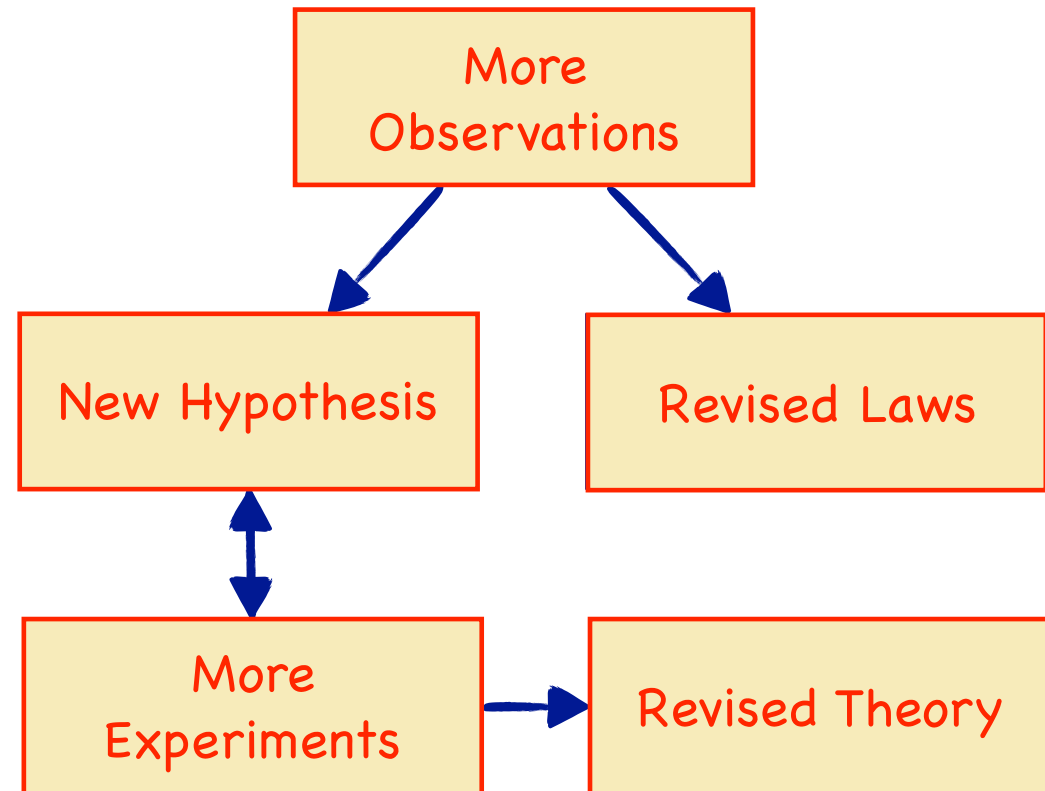 More
Observations
New Hypothesis
Revised Laws
More
Experiments
Revised Theory